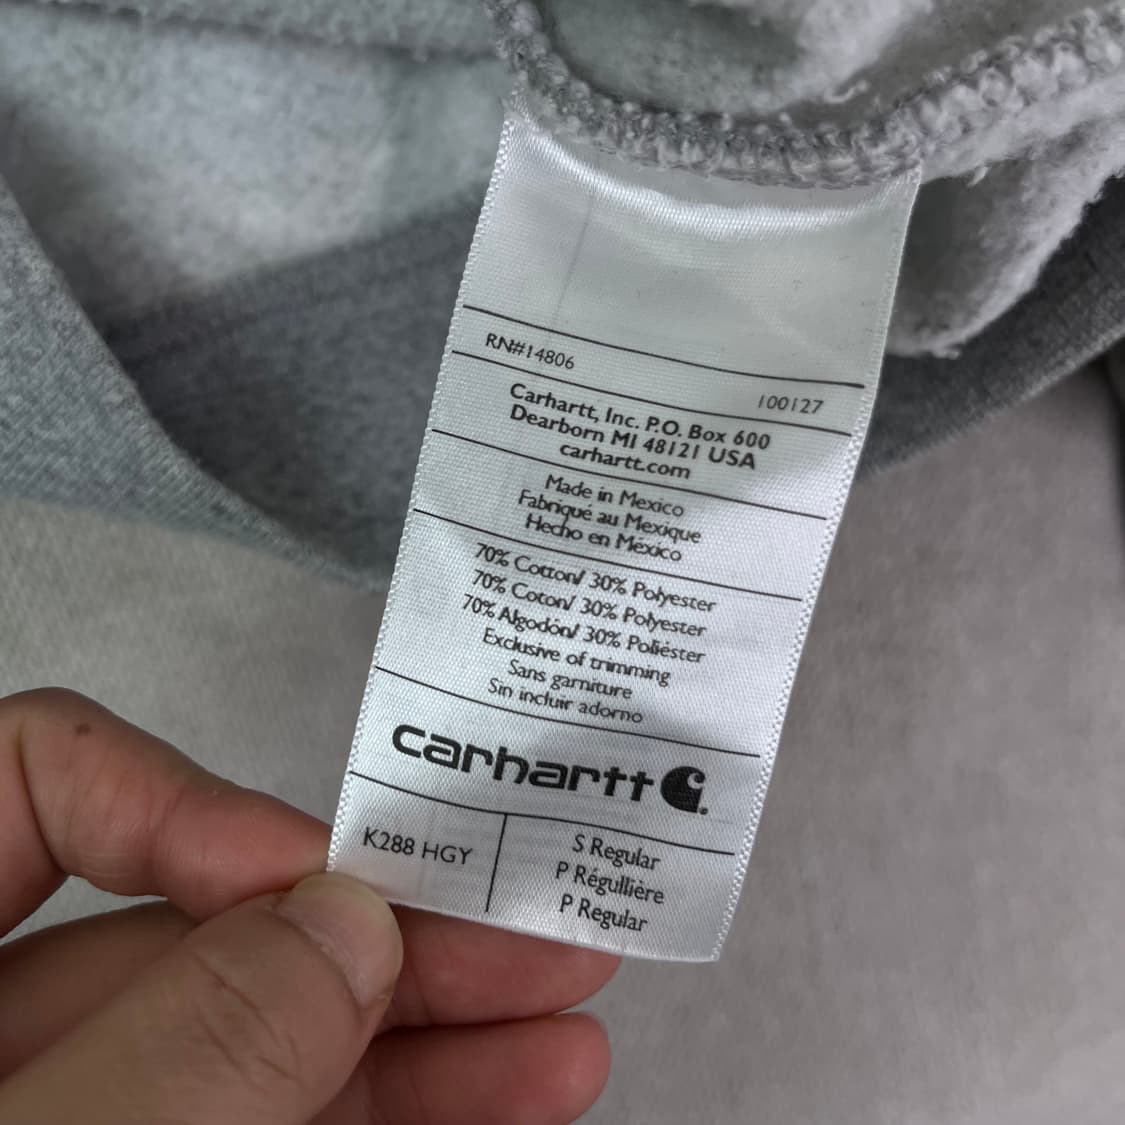 RN#14806
100127
Carhartt, Inc. P.O. Box 600
Dearborn MI 48121 USA
carhartt.com
Made in Mexico
Fabriqué au Mexique
Hecho en México
70% Cotton/ 30% Polyester
70% Coton/ 30% Polyester
70% Algodón/ 30% Poliéster
Exclusive of trimming
Sans garniture
Sin incluir adorno
carhartt
K288 HGY
S Regular
P Régullière
P Regular